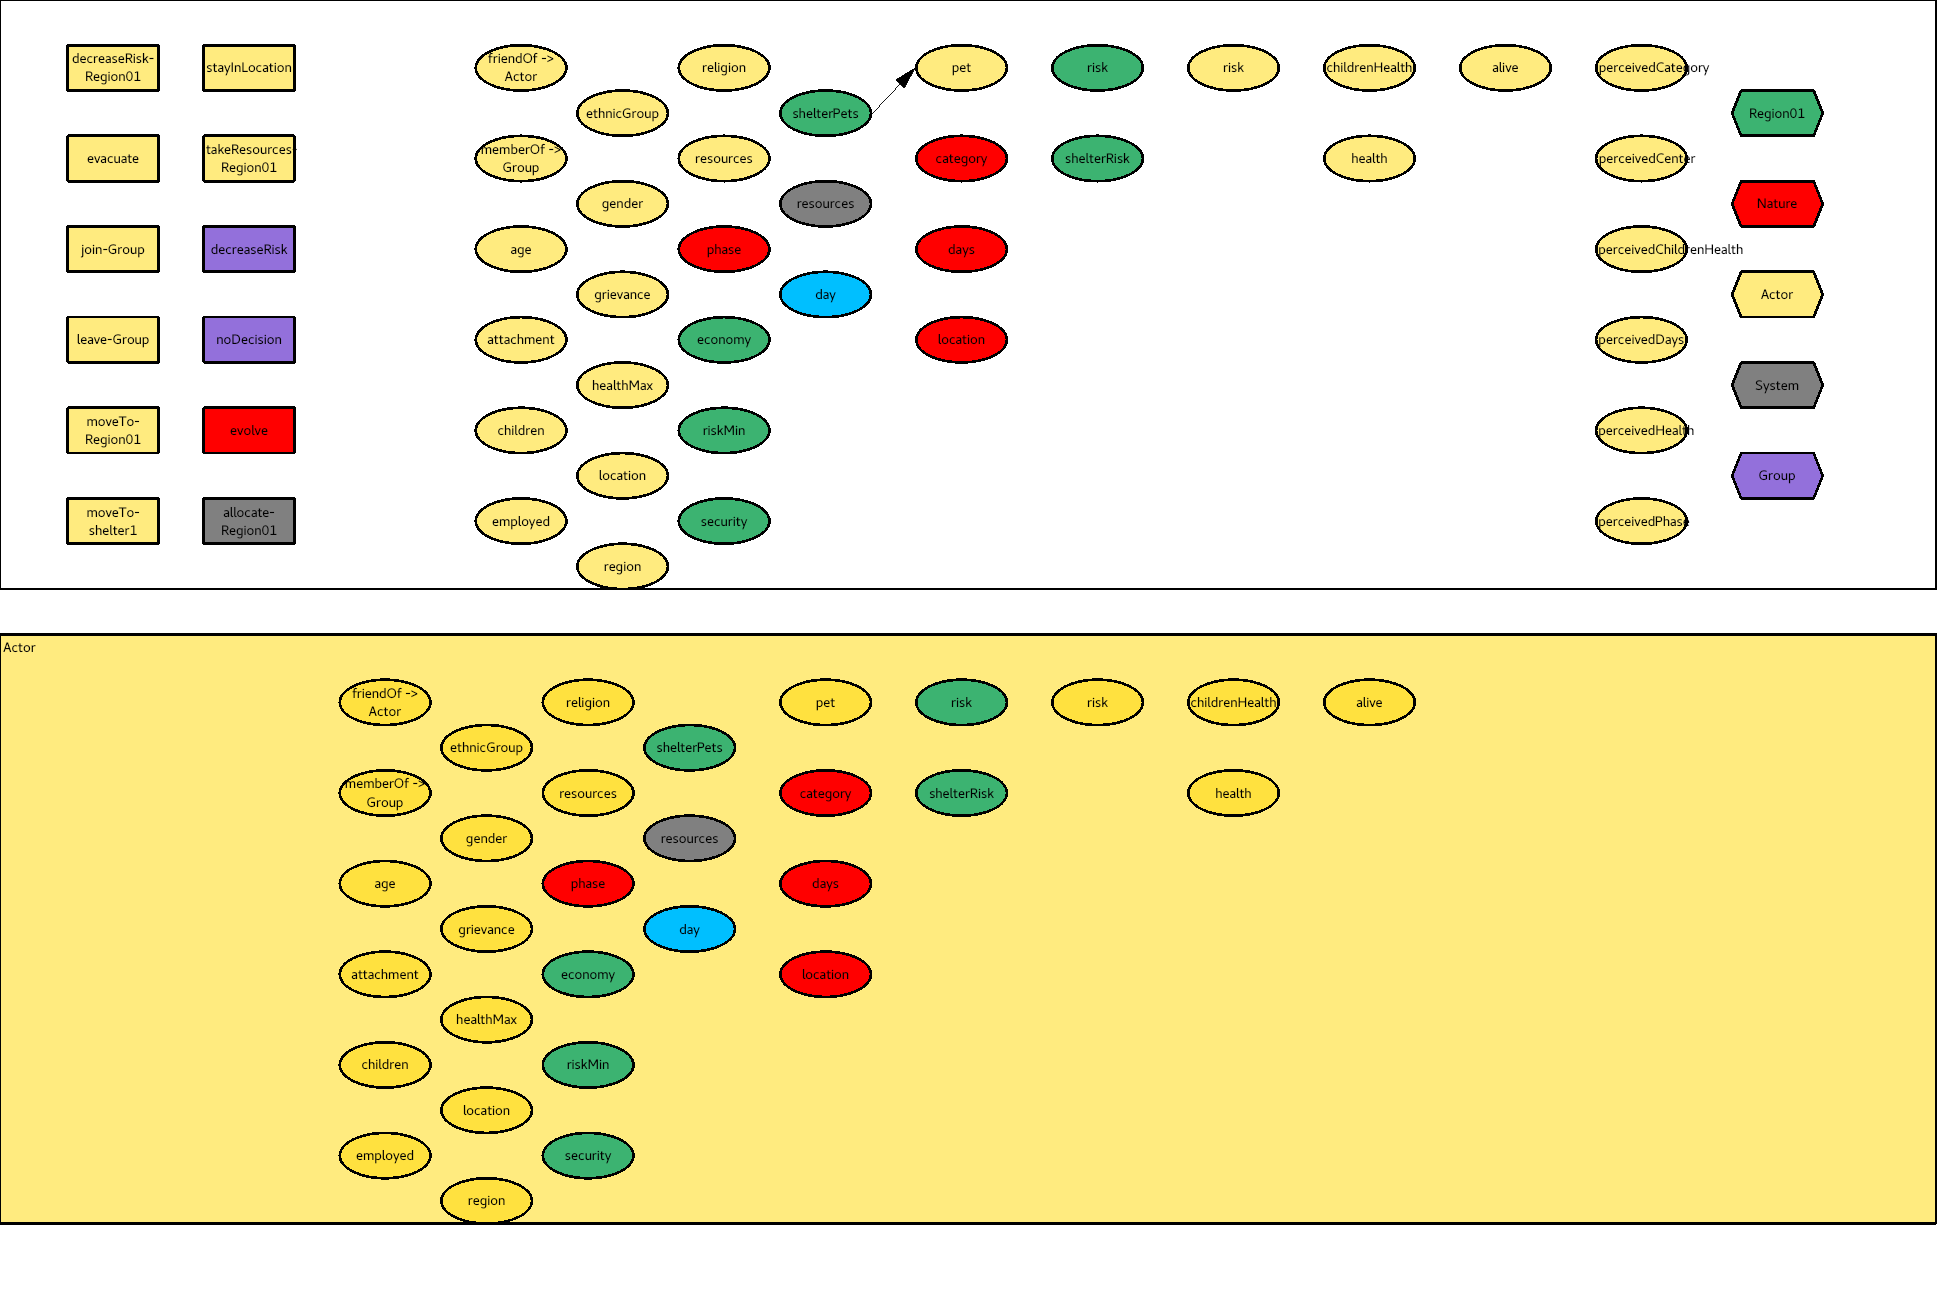 decreaseRisk-
Region01
stayInLocation
friendOf ->
Actor
religion
pet
risk
risk
childrenHealth
alive
perceivedCategory
ethnicGroup
shelterPets
Region01
evacuate
takeResources-
Region01
memberOf ->
Group
resources
category
shelterRisk
health
perceivedCenter
gender
resources
Nature
join-Group
decreaseRisk
age
phase
days
perceivedChildrenHealth
grievance
day
Actor
leave-Group
noDecision
attachment
economy
location
perceivedDays
healthMax
System
moveTo-
Region01
evolve
children
riskMin
perceivedHealth
location
Group
moveTo-
shelter1
allocate-
Region01
employed
security
perceivedPhase
region
Actor
friendOf ->
Actor
religion
pet
risk
risk
childrenHealth
alive
ethnicGroup
shelterPets
memberOf ->
Group
resources
category
shelterRisk
health
gender
resources
age
phase
days
grievance
day
attachment
economy
location
healthMax
children
riskMin
location
employed
security
region